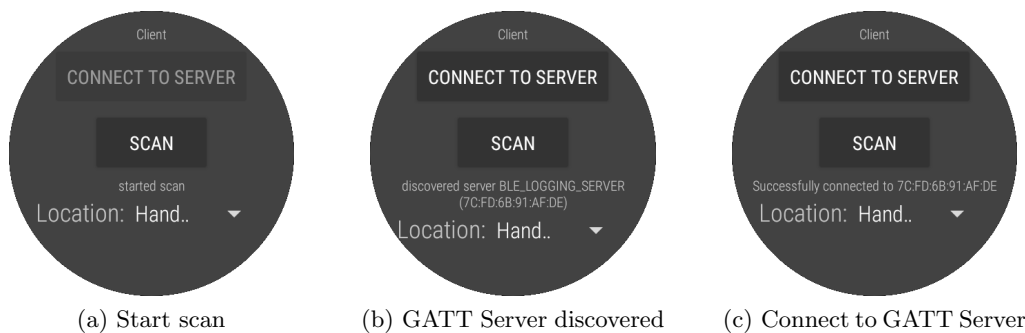 Client
CONNECT TO SERVER
SCAN
started scan
Location: Hand..
(a) Start scan
Client
CONNECT TO SERVER
SCAN
discovered server BLE_LOGGING_SERVER
(7C:FD:6B:91:AF:DE)
Location: Hand..
(b) GATT Server discovered
Client
CONNECT TO SERVER
SCAN
Successfully connected to 7C:FD:6B:91:AF:DE
Location: Hand..
(c) Connect to GATT Server